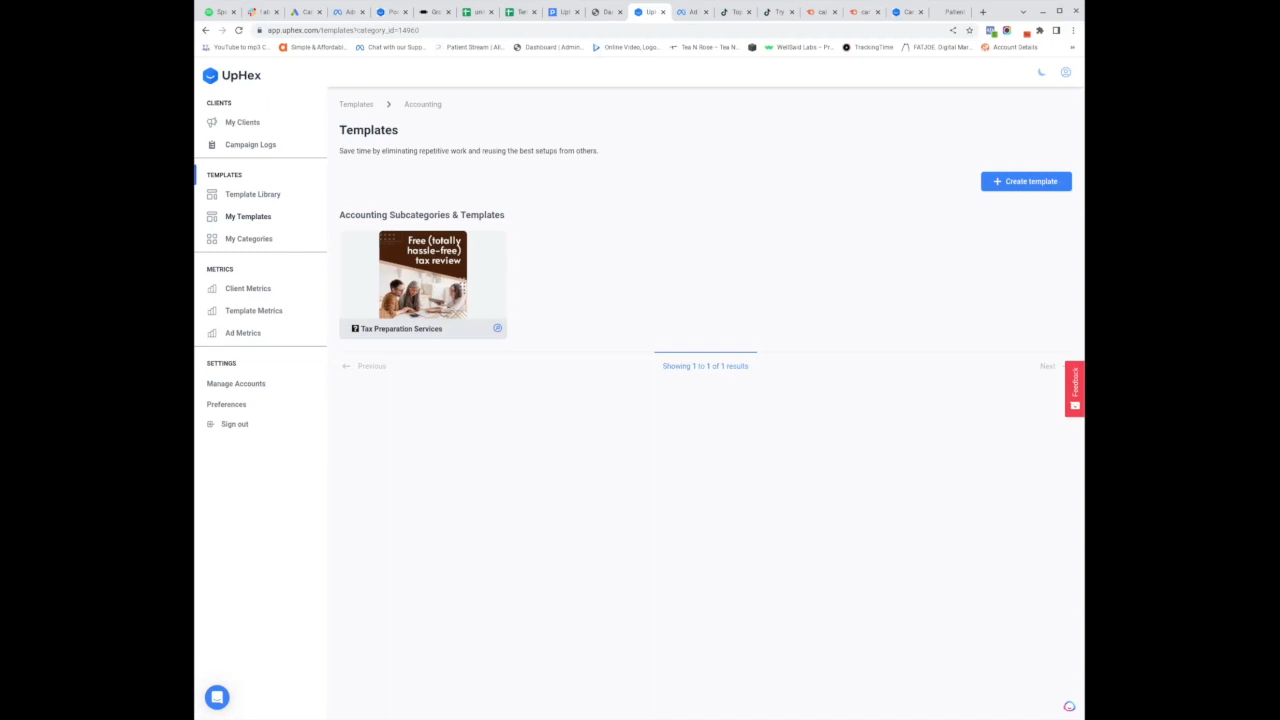 app.uphex.com/templates?category_id=14960
YouTube to mp3 C...
Simple & Affordabl...
Chat with our Supp...
Patient Stream | All...
Dashboard | Admin...
Online Video, Logo...
Tea N Rose – Tea N...
WellSaid Labs – Pr...
TrackingTime
FATJOE, Digital Mar...
Account Details
UpHex
CLIENTS
My Clients
Campaign Logs
TEMPLATES
Template Library
My Templates
My Categories
METRICS
Client Metrics
Template Metrics
Ad Metrics
SETTINGS
Manage Accounts
Preferences
Sign out
Templates > Accounting
Templates
Save time by eliminating repetitive work and reusing the best setups from others.
+ Create template
Accounting Subcategories & Templates
Free (totally
hassle-free)
tax review
Tax Preparation Services
Previous
Showing 1 to 1 of 1 results
Next
Feedback